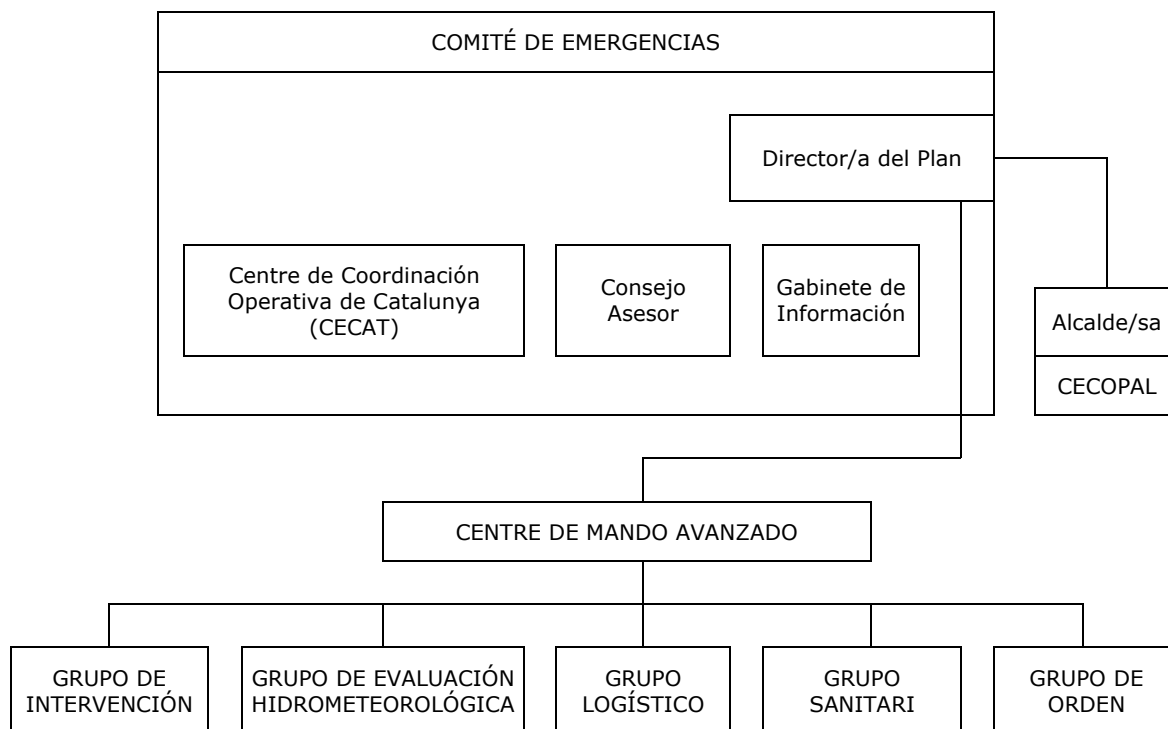 COMITÉ DE EMERGENCIAS
Director/a del Plan
Centre de Coordinación
Operativa de Catalunya
(CECAT)
Consejo
Asesor
Gabinete de
Información
Alcalde/sa
CECOPAL
CENTRE DE MANDO AVANZADO
GRUPO DE
INTERVENCIÓN
GRUPO DE EVALUACIÓN
HIDROMETEOROLÓGICA
GRUPO
LOGÍSTICO
GRUPO
SANITARI
GRUPO DE
ORDEN